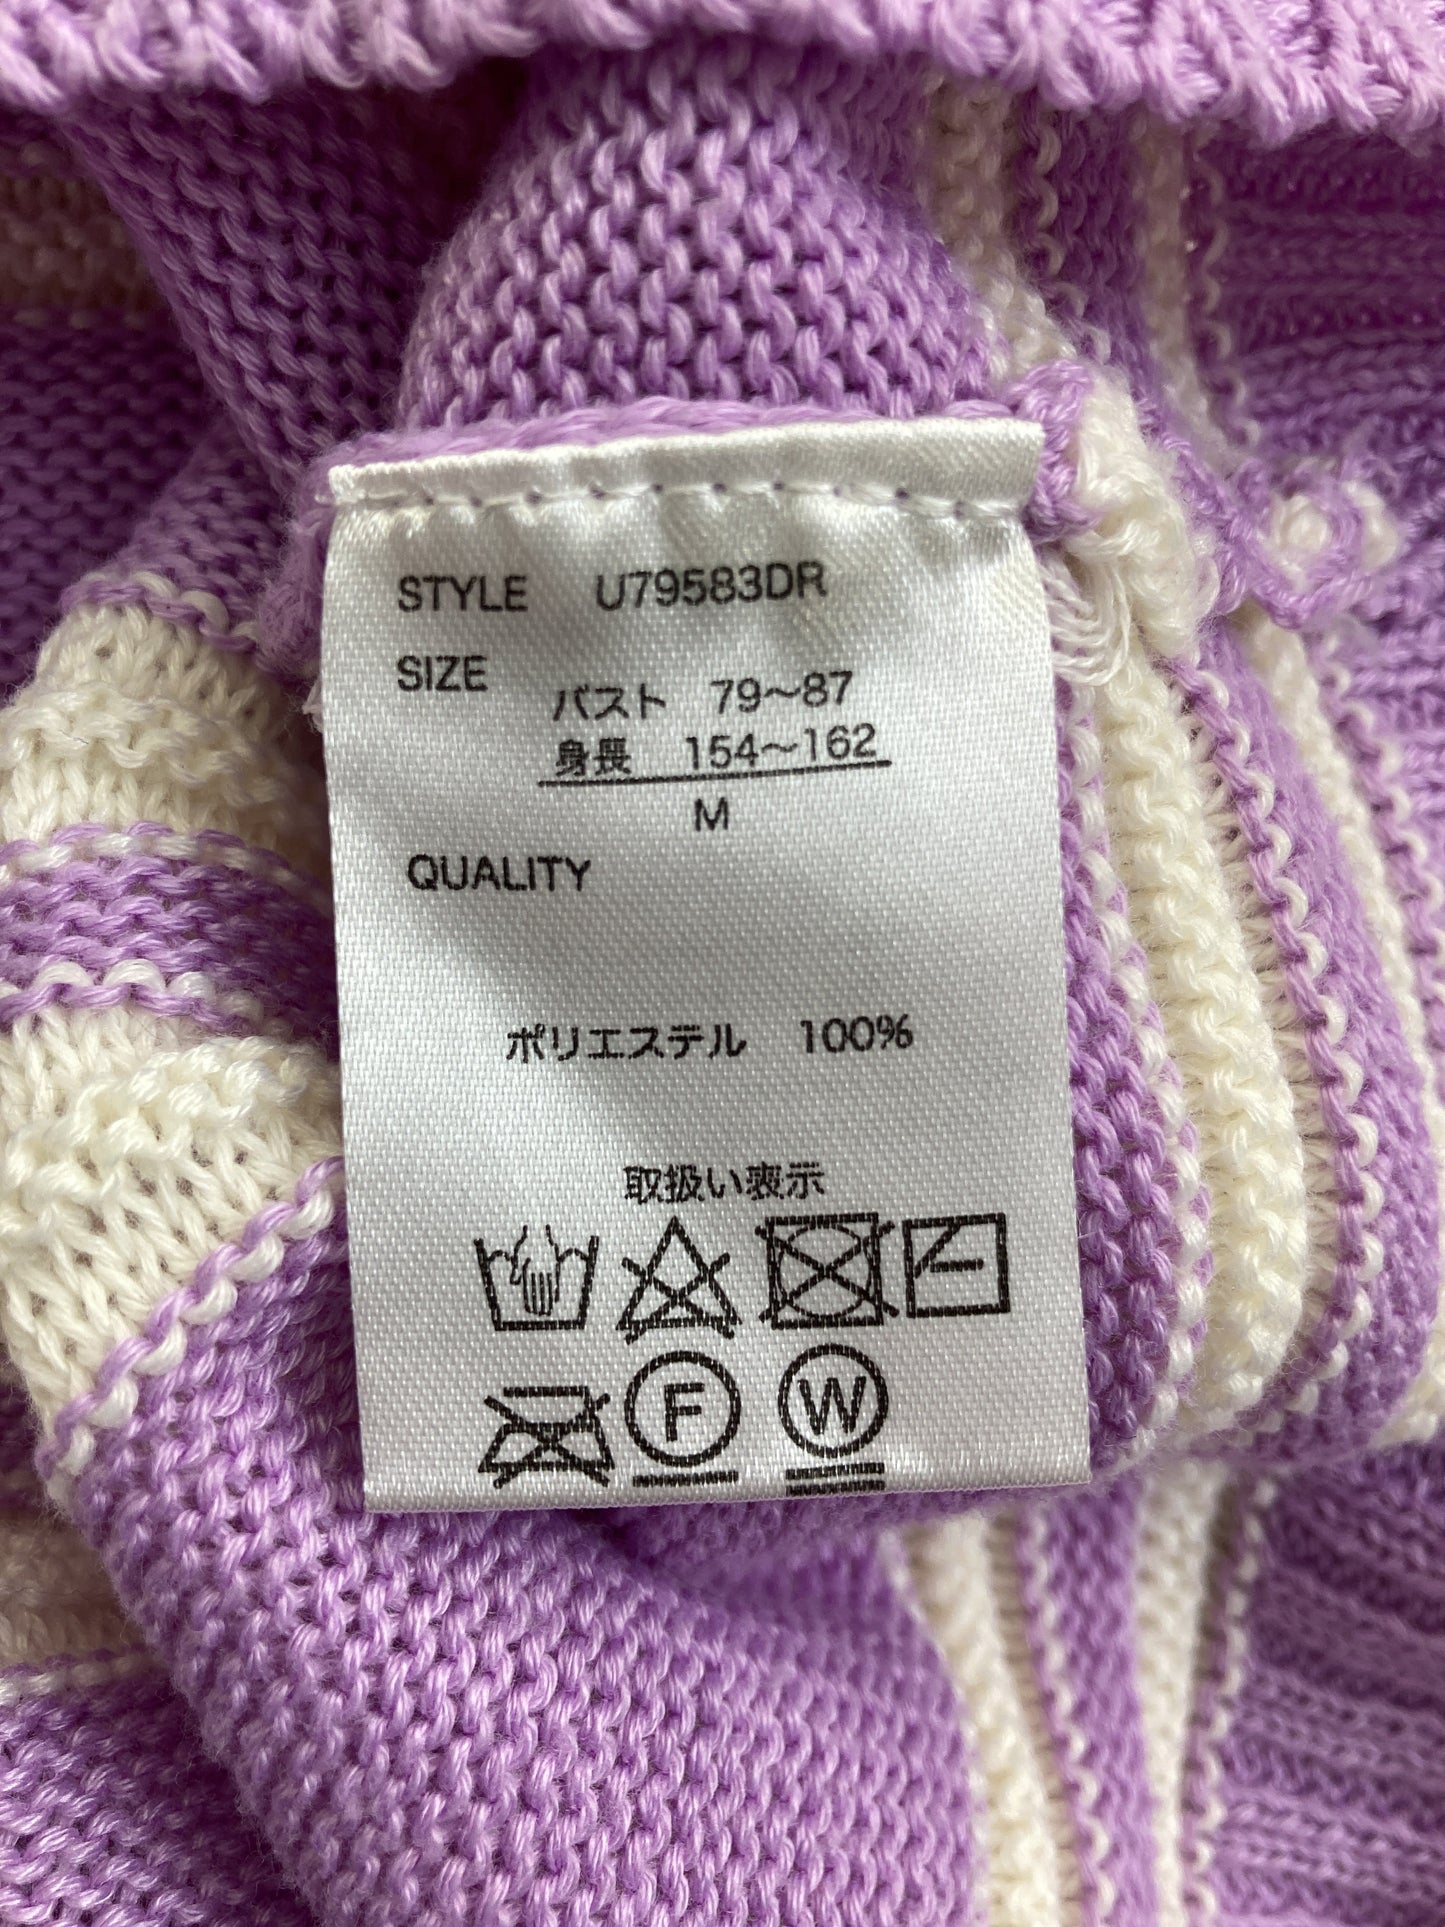 STYLE U79583DR
SIZE
バスト 79～87
身長 154～162
M
QUALITY
ポリエステル 100%
取扱い表示
F W